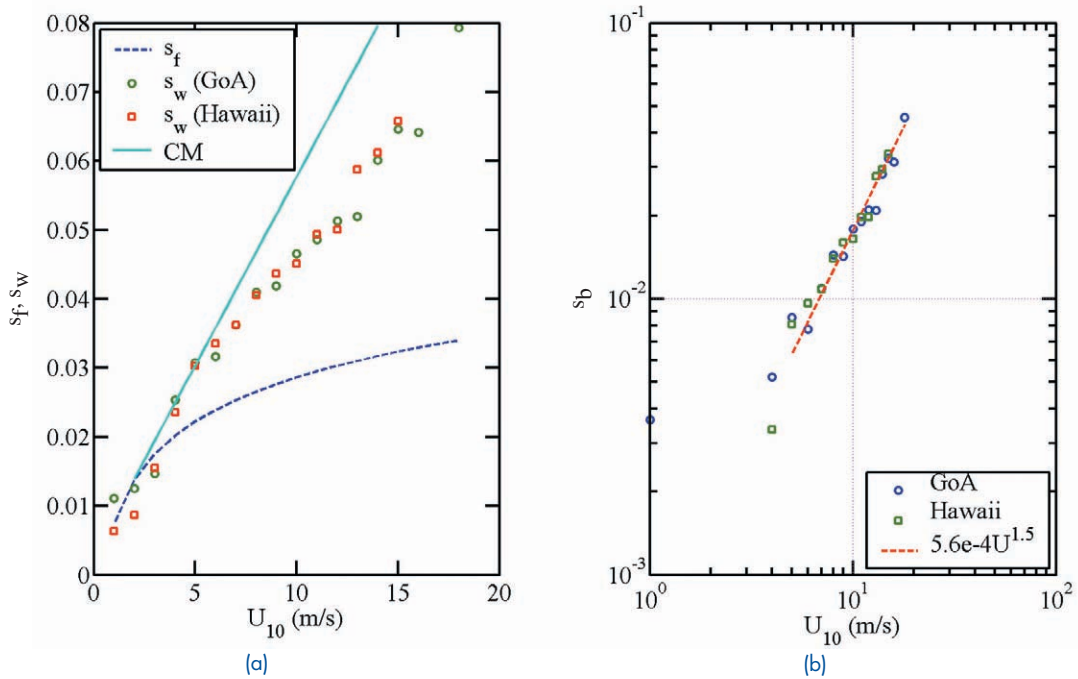 0.08
0.07
0.06
0.05
0.04
0.03
0.02
0.01
0
s_f, s_w
s_f
s_w (GoA)
s_w (Hawaii)
CM
0 5 10 15 20
U_10 (m/s)
(a)
10^-1
10^-2
10^-3
s_b
GoA
Hawaii
5.6e-4U^1.5
10^0 10^1 10^2
U_10 (m/s)
(b)